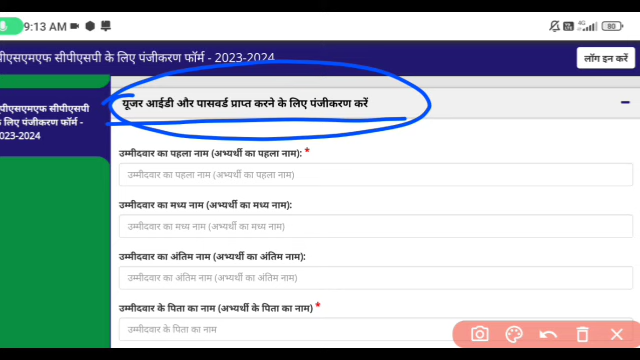 9:13 AM
4G
89
पीएसएमएफ सीपीएसपी के लिए पंजीकरण फॉर्म - 2023-2024
लॉग इन करें
पीएसएमएफ सीपीएसपी
के लिए पंजीकरण फॉर्म -
2023-2024
यूजर आईडी और पासवर्ड प्राप्त करने के लिए पंजीकरण करें
उम्मीदवार का पहला नाम (अभ्यर्थी का पहला नाम): *
उम्मीदवार का पहला नाम (अभ्यर्थी का पहला नाम)
उम्मीदवार का मध्य नाम (अभ्यर्थी का मध्य नाम):
उम्मीदवार का मध्य नाम (अभ्यर्थी का मध्य नाम)
उम्मीदवार का अंतिम नाम (अभ्यर्थी का अंतिम नाम):
उम्मीदवार का अंतिम नाम (अभ्यर्थी का अंतिम नाम)
उम्मीदवार के पिता का नाम (अभ्यर्थी के पिता का नाम) *
उम्मीदवार के पिता का नाम